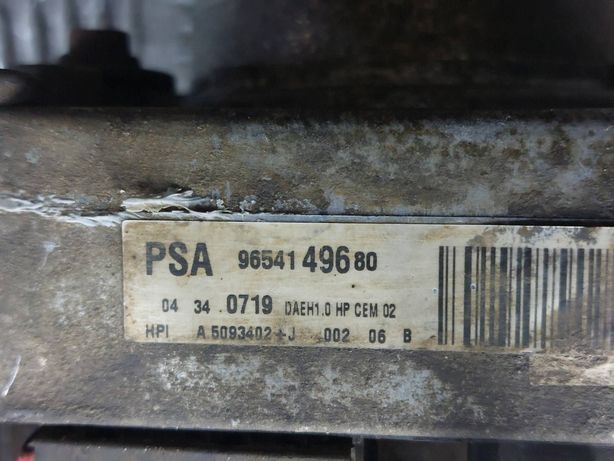 PSA 9654149680
04 34 0719 DAEH1.0 HP CEM 02
HPI A 5093402+J 002 06 B